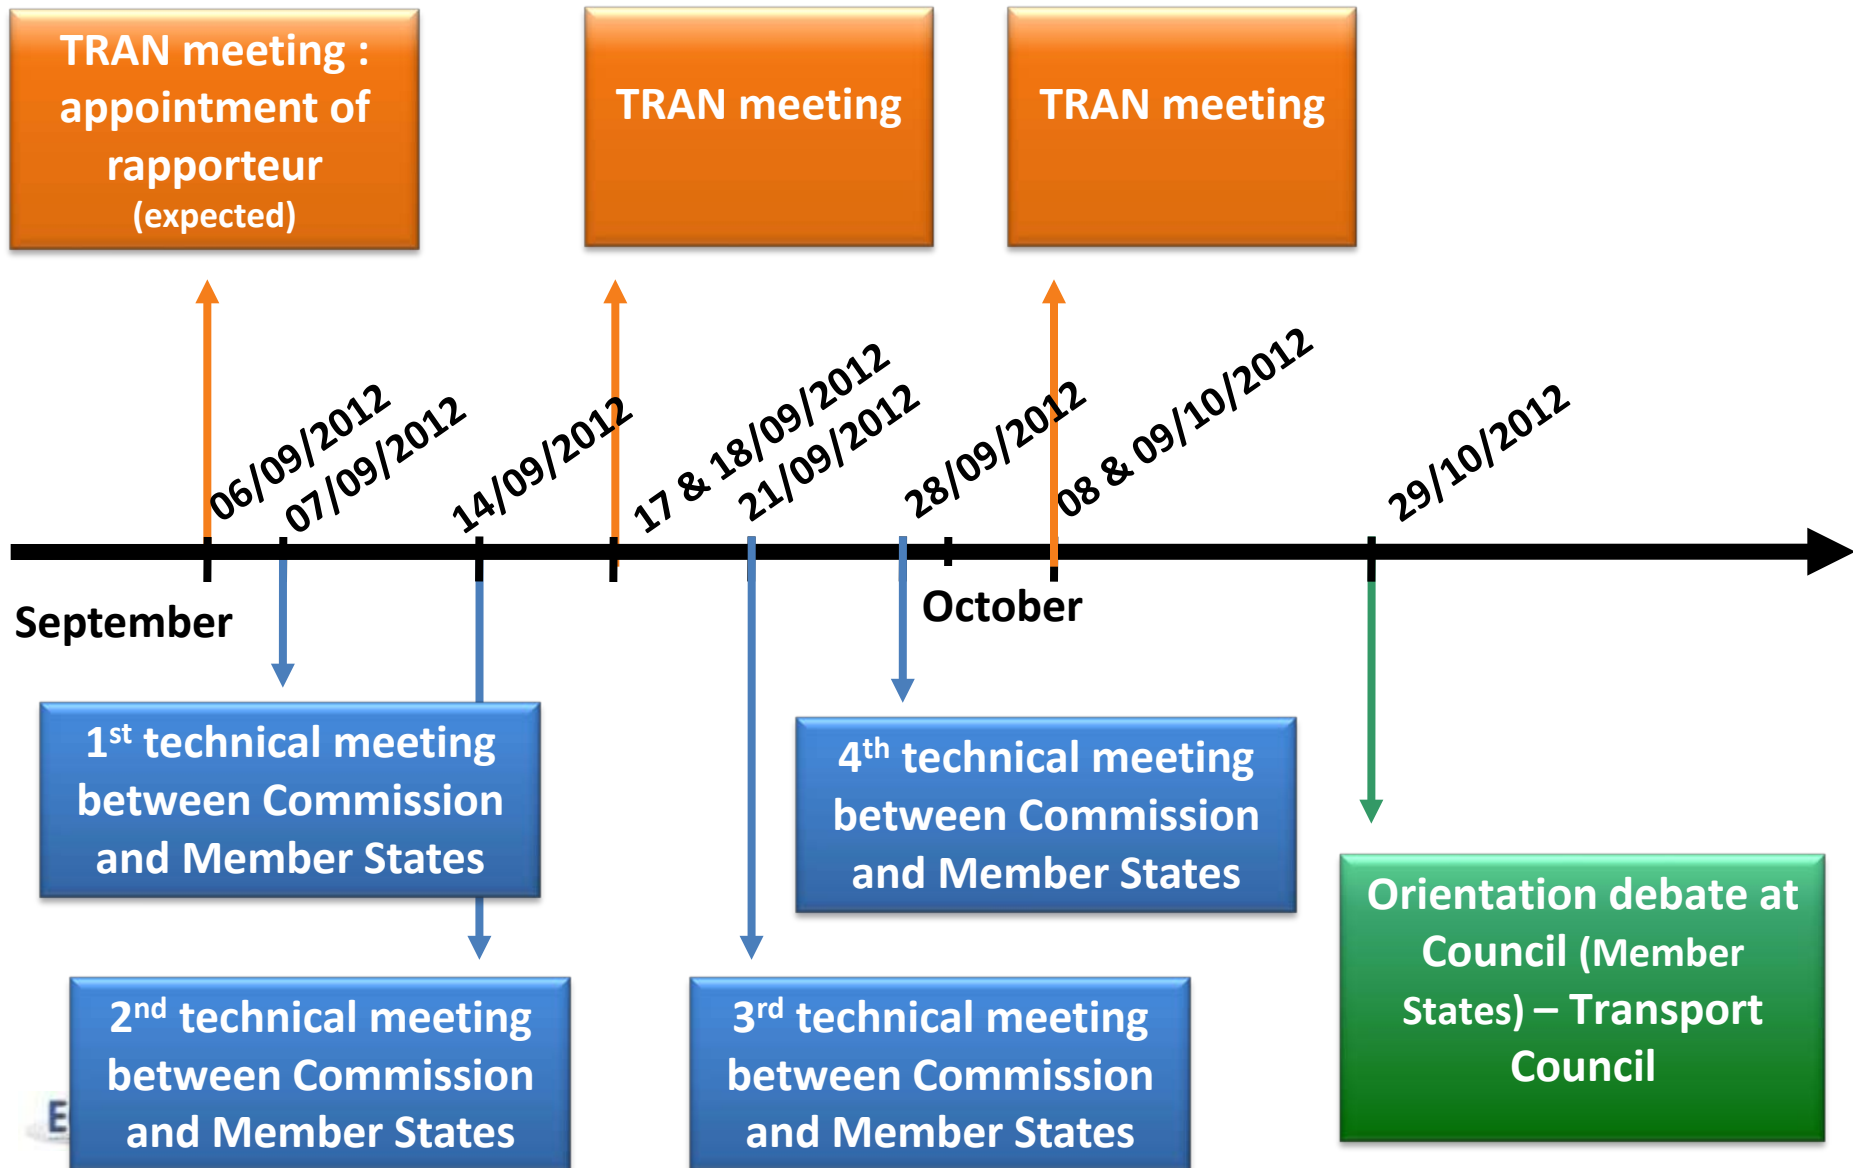 TRAN meeting :
appointment of
rapporteur
(expected)
TRAN meeting
TRAN meeting
06/09/2012
07/09/2012
14/09/2012
17 & 18/09/2012
21/09/2012
28/09/2012
08 & 09/10/2012
29/10/2012
September
October
1st technical meeting
between Commission
and Member States
4th technical meeting
between Commission
and Member States
2nd technical meeting
between Commission
and Member States
3rd technical meeting
between Commission
and Member States
Orientation debate at
Council (Member
States) – Transport
Council